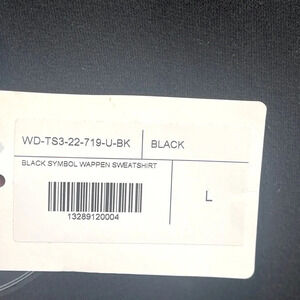 WD-TS3-22-719-U-BK BLACK
BLACK SYMBOL WAPPEN SWEATSHIRT
L
13289120004